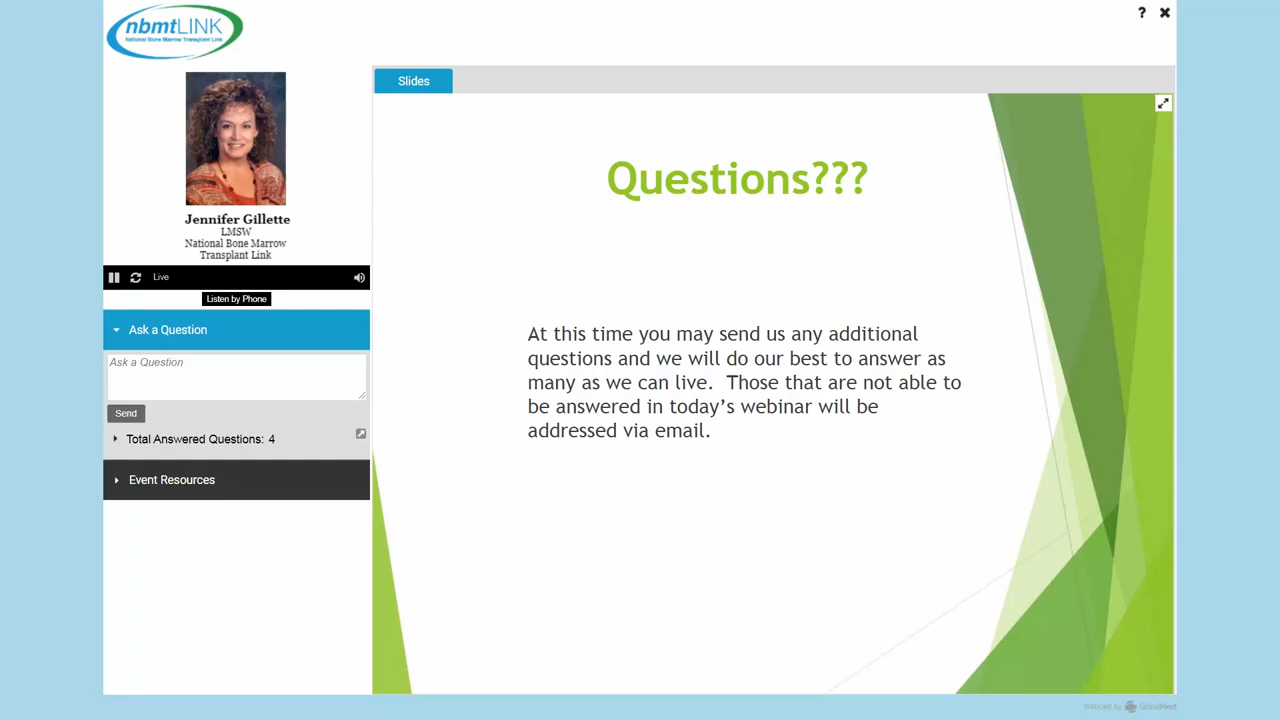 nbmtLINK
National Bone Marrow Transplant Link
? ✖
Jennifer Gillette
LMSW
National Bone Marrow
Transplant Link
Live
Listen by Phone
Ask a Question
Ask a Question
Send
Total Answered Questions: 4
Event Resources
Slides
Questions???
At this time you may send us any additional
questions and we will do our best to answer as
many as we can live.  Those that are not able to
be answered in today’s webinar will be
addressed via email.
Webcast by GlobalMeet